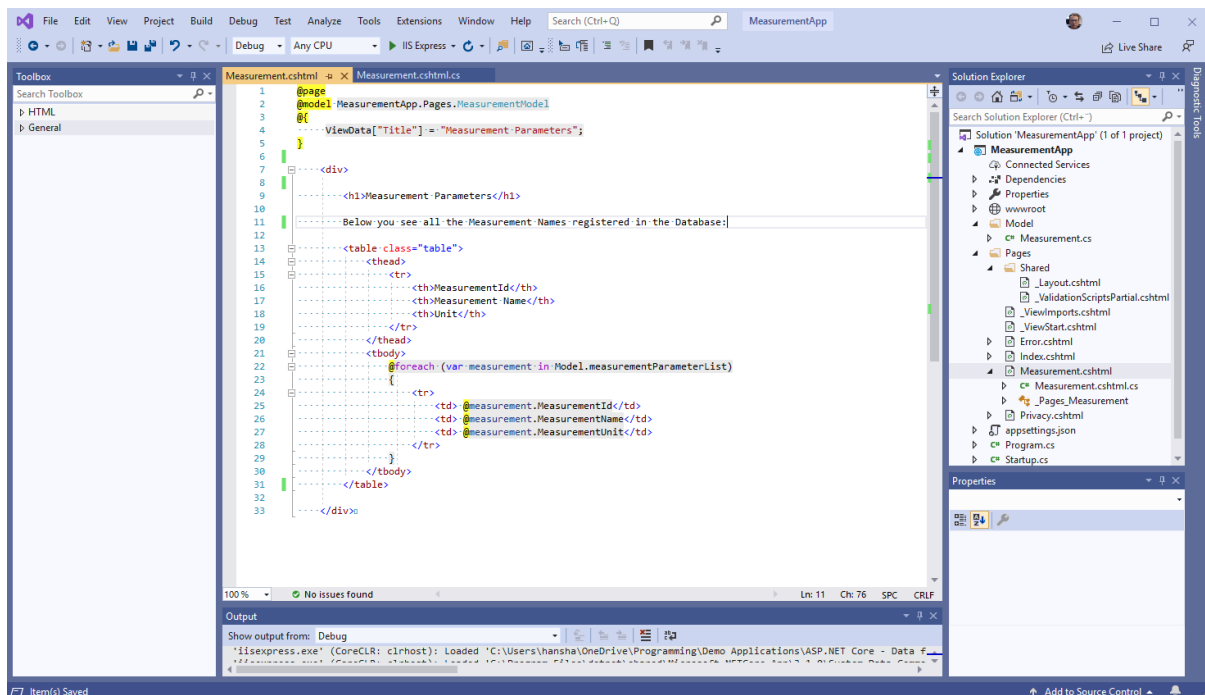 File Edit View Project Build Debug Test Analyze Tools Extensions Window Help Search (Ctrl+Q) MeasurementApp
Debug Any CPU IIS Express Live Share
Toolbox
Search Toolbox
HTML
General
Measurement.cshtml Measurement.cshtml.cs
1 @page
2 @model MeasurementApp.Pages.MeasurementModel
3 @{
4 ViewData["Title"] = "Measurement Parameters";
5 }
6
7 <div>
8
9 <h1>Measurement Parameters</h1>
10
11 Below you see all the Measurement Names registered in the Database:
12
13 <table class="table">
14 <thead>
15 <tr>
16 <th>MeasurementId</th>
17 <th>Measurement Name</th>
18 <th>Unit</th>
19 </tr>
20 </thead>
21 <tbody>
22 @foreach (var measurement in Model.measurementParameterList)
23 {
24 <tr>
25 <td> @measurement.MeasurementId</td>
26 <td> @measurement.MeasurementName</td>
27 <td> @measurement.MeasurementUnit</td>
28 </tr>
29 }
30 </tbody>
31 </table>
32
33 </div>
100 % No issues found Ln: 11 Ch: 76 SPC CRLF
Output
Show output from: Debug
'iisexpress.exe' (CoreCLR: clrhost): Loaded 'C:\Users\hansha\OneDrive\Programming\Demo Applications\ASP.NET Core - Data f
Solution Explorer
Search Solution Explorer (Ctrl+¨)
Solution 'MeasurementApp' (1 of 1 project)
MeasurementApp
Connected Services
Dependencies
Properties
wwwroot
Model
C# Measurement.cs
Pages
Shared
_Layout.cshtml
_ValidationScriptsPartial.cshtml
_ViewImports.cshtml
_ViewStart.cshtml
Error.cshtml
Index.cshtml
Measurement.cshtml
C# Measurement.cshtml.cs
_Pages_Measurement
Privacy.cshtml
appsettings.json
C# Program.cs
C# Startup.cs
Properties
Diagnostic Tools
Item(s) Saved Add to Source Control